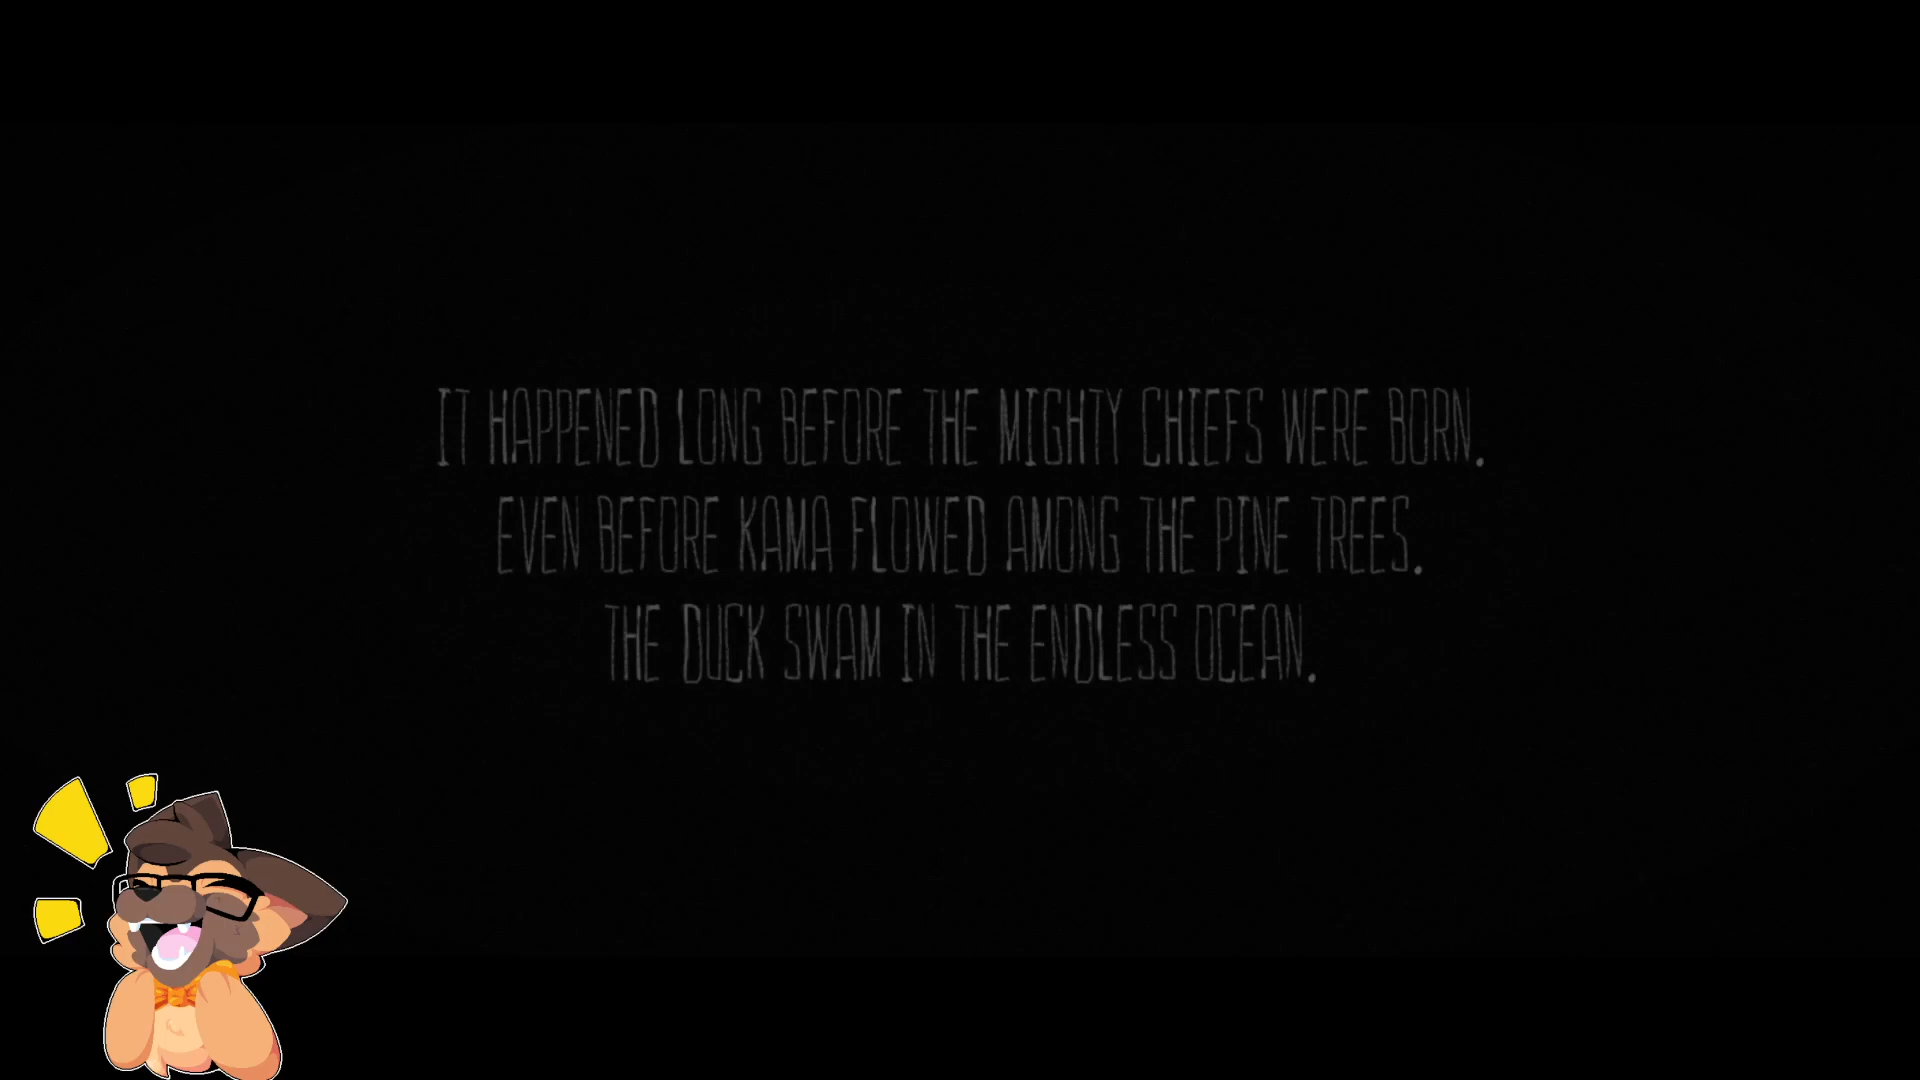 IT HAPPENED LONG BEFORE THE MIGHTY CHIEFS WERE BORN.
EVEN BEFORE KAMA FLOWED AMONG THE PINE TREES.
THE DUCK SWAM IN THE ENDLESS OCEAN.